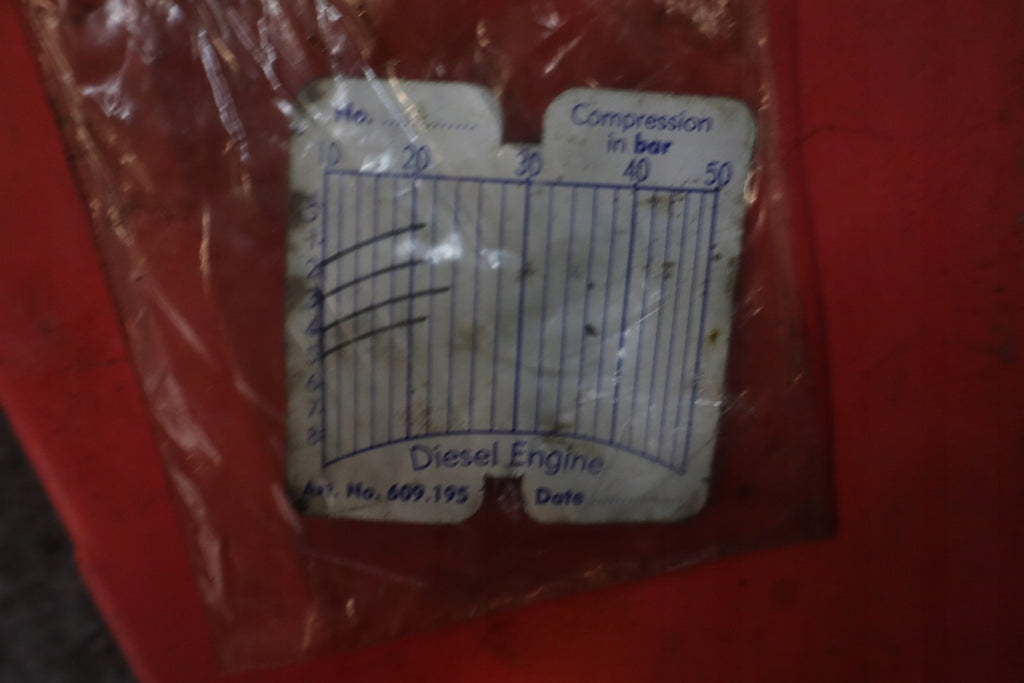 No. ..............
Compression
in bar
10 20 30 40 50
1
2
3
4
5
6
7
8
Diesel Engine
Art. No. 609.195
Date ..............